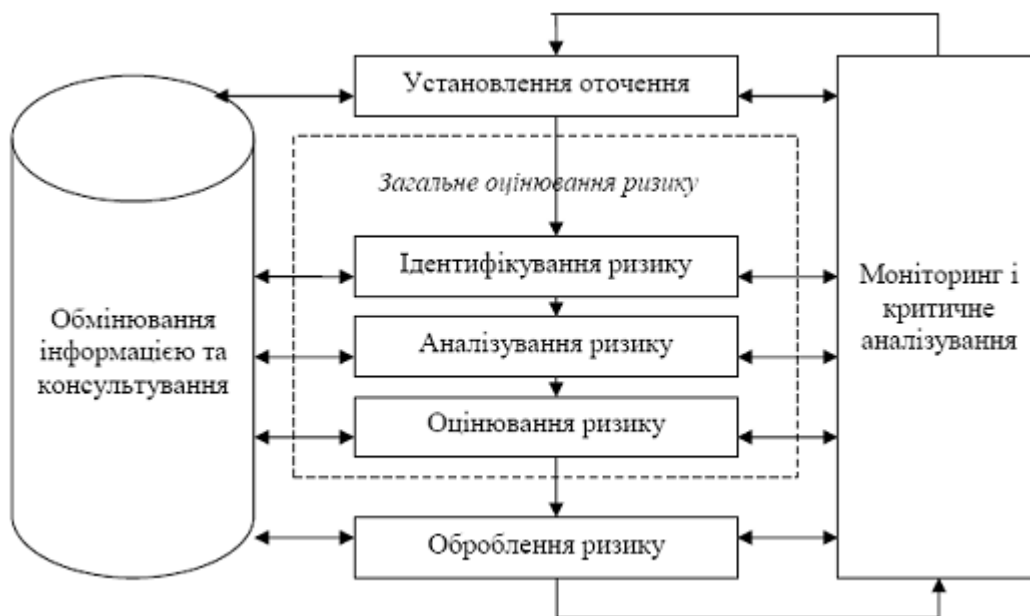 Установлення оточення
Загальне оцінювання ризику
Ідентифікування ризику
Аналізування ризику
Оцінювання ризику
Оброблення ризику
Обмінювання
інформацією та
консультування
Моніторинг і
критичне
аналізування